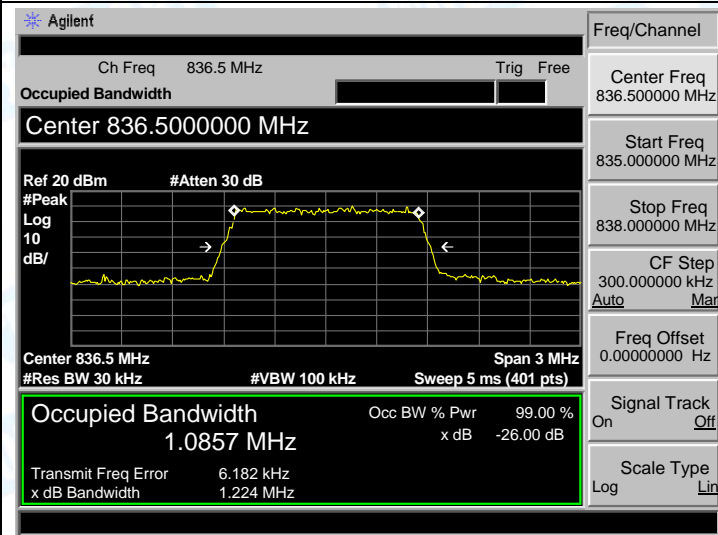 Agilent
Freq/Channel
Ch Freq 836.5 MHz Trig Free
Occupied Bandwidth
Center 836.5000000 MHz
Center Freq
836.500000 MHz
Start Freq
835.000000 MHz
Stop Freq
838.000000 MHz
CF Step
300.000000 kHz
Auto Man
Freq Offset
0.00000000 Hz
Signal Track
On Off
Scale Type
Log Lin
Ref 20 dBm #Atten 30 dB
#Peak
Log
10
dB/
Center 836.5 MHz Span 3 MHz
#Res BW 30 kHz #VBW 100 kHz Sweep 5 ms (401 pts)
Occupied Bandwidth Occ BW % Pwr 99.00 %
1.0857 MHz x dB -26.00 dB
Transmit Freq Error 6.182 kHz
x dB Bandwidth 1.224 MHz